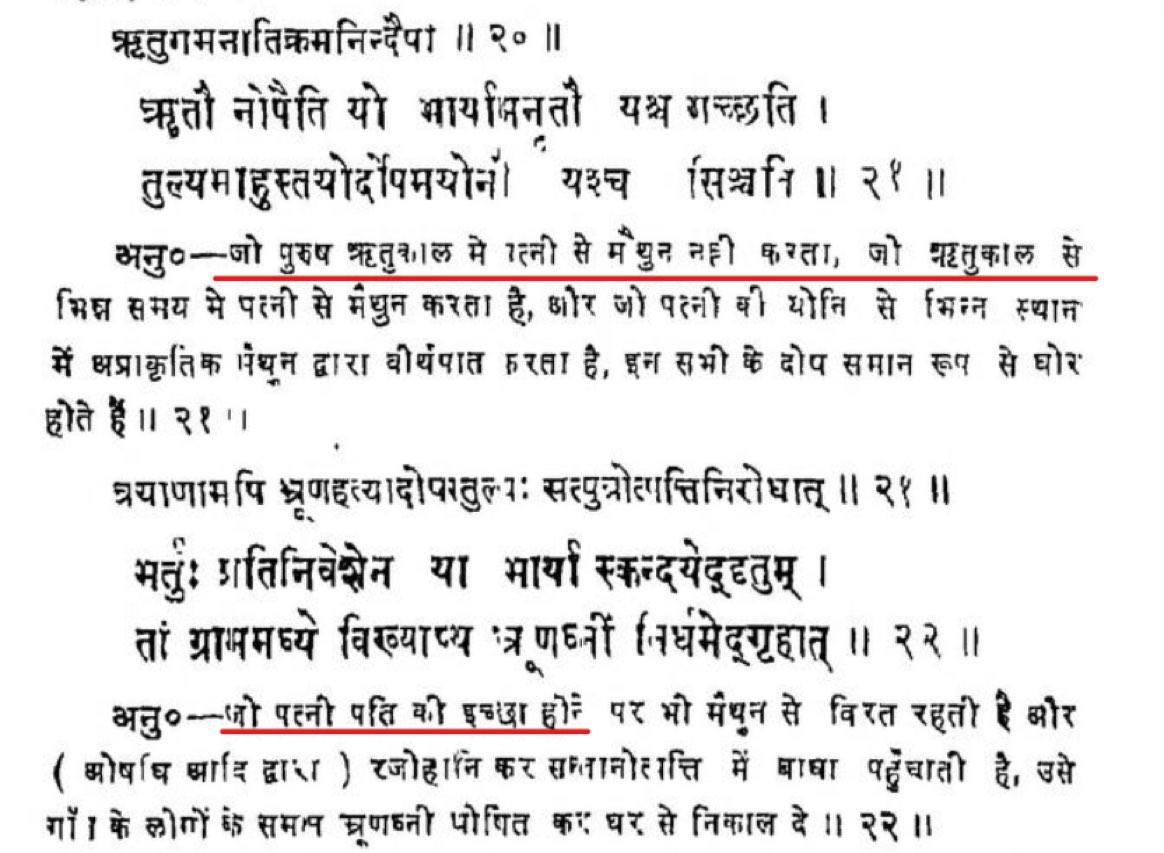 ऋतुगमनातिक्रमनिन्दैषा ॥ २० ॥
ऋतौ नोपैति यो भार्यामनृतौ यश्च गच्छति ।
तुल्यमाहुस्तयोर्दोषमयोनौ यश्च सिञ्चति ॥ २१ ॥
अनु०—जो पुरुष ऋतुकाल मे पत्नी से मैथुन नही करता, जो ऋतुकाल से
भिन्न समय मे पत्नी से मैथुन करता है, और जो पत्नी की योनि से भिन्न स्थान
में अप्राकृतिक मैथुन द्वारा वीर्यपात करता है, इन सभी के दोष समान रूप से घोर
होते हैं ॥ २१ ॥
त्रयाणामपि भ्रूणहत्यादोषस्तुल्यः सत्पुत्रोत्पत्तिनिरोधात् ॥ २१ ॥
भर्तुः प्रतिनिवेशेन या भार्या स्कन्दयेदृतुम् ।
तां ग्राममध्ये विख्याप्य भ्रूणघ्नीं निर्धमेद्गृहात् ॥ २२ ॥
अनु०—जो पत्नी पति की इच्छा होने पर भी मैथुन से विरत रहती है और
( ओषधि आदि द्वारा ) रजोहानि कर सन्तानोत्पत्ति में बाधा पहुँचाती है, उसे
गाँव के लोगों के समक्ष भ्रूणघ्नी घोषित कर घर से निकाल दे ॥ २२ ॥